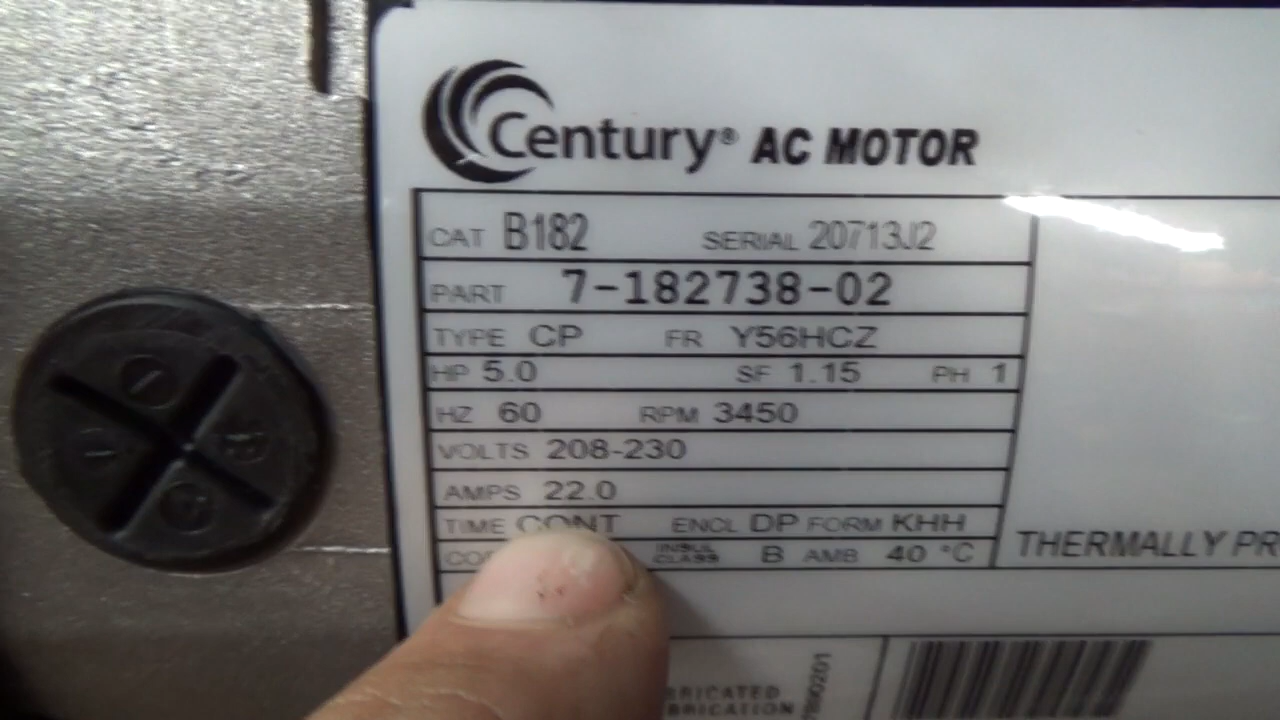 Century® AC MOTOR
CAT B182 SERIAL 20713J2
PART 7-182738-02
TYPE CP FR Y56HCZ
HP 5.0 SF 1.15 PH 1
HZ 60 RPM 3450
VOLTS 208-230
AMPS 22.0
TIME CONT ENCL DP FORM KHH
INSUL CLASS B AMB 40 °C
THERMALLY PR